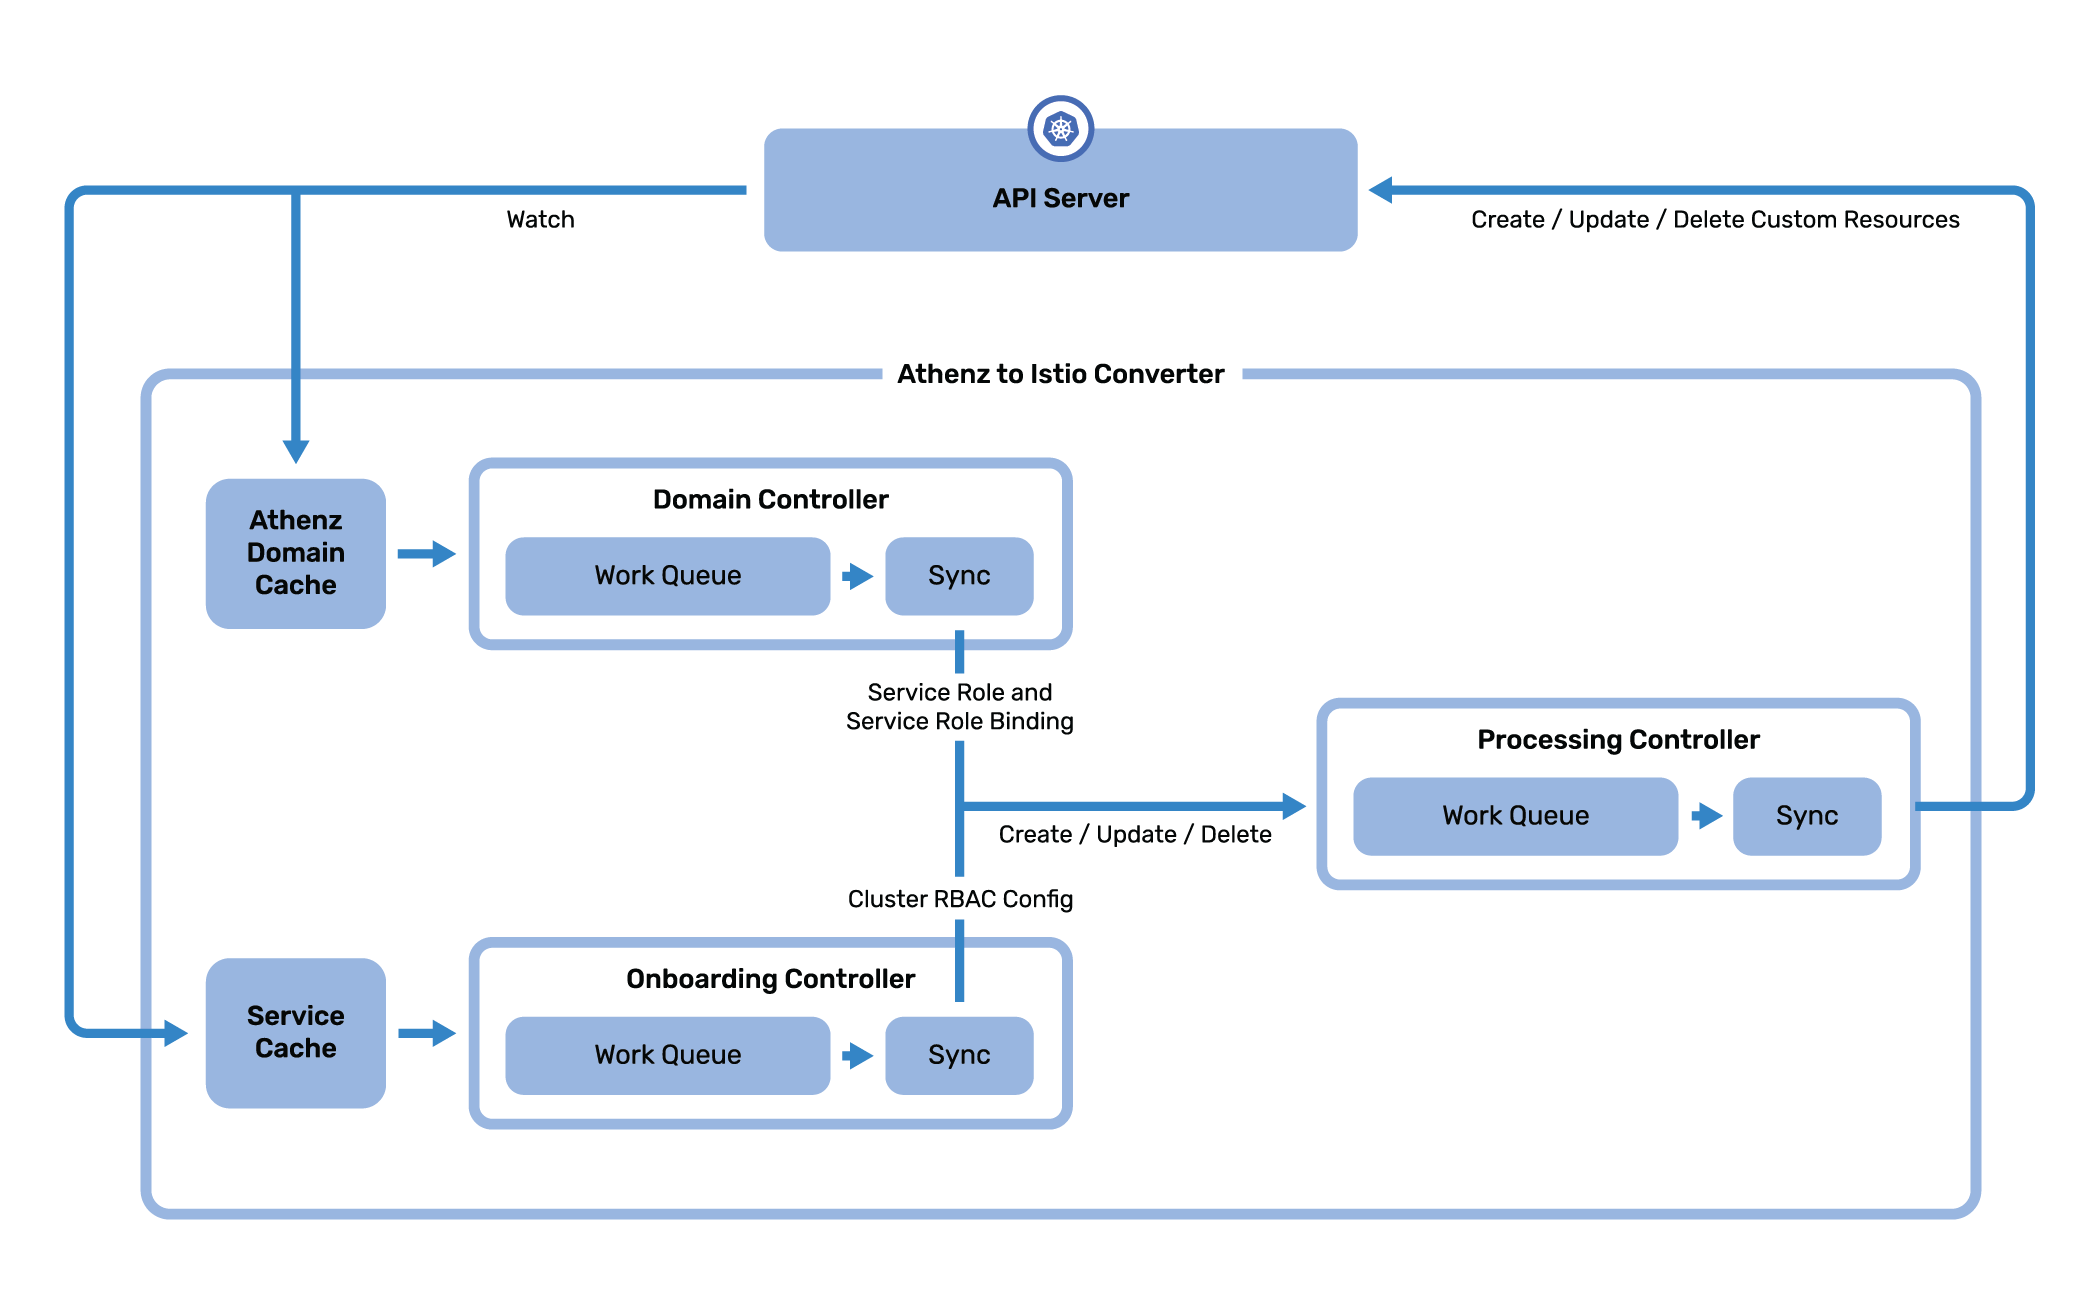 API Server
Watch
Create / Update / Delete Custom Resources
Athenz to Istio Converter
Athenz
Domain
Cache
Domain Controller
Work Queue
Sync
Service Role and
Service Role Binding
Processing Controller
Work Queue
Sync
Create / Update / Delete
Cluster RBAC Config
Service
Cache
Onboarding Controller
Work Queue
Sync